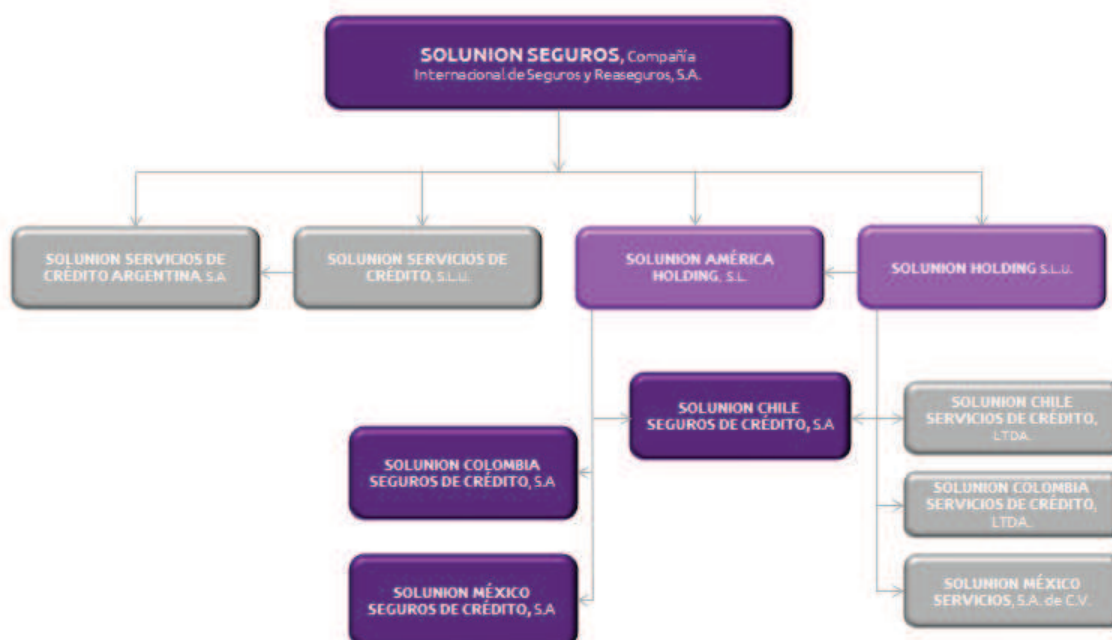 SOLUNION SEGUROS, Compañía
Internacional de Seguros y Reaseguros, S.A.
SOLUNION SERVICIOS DE
CRÉDITO ARGENTINA S.A
SOLUNION SERVICIOS DE
CRÉDITO, S.L.U.
SOLUNION AMÉRICA
HOLDING, S.L.
SOLUNION HOLDING S.L.U.
SOLUNION CHILE
SEGUROS DE CRÉDITO, S.A
SOLUNION CHILE
SERVICIOS DE CRÉDITO,
LTDA.
SOLUNION COLOMBIA
SEGUROS DE CRÉDITO, S.A
SOLUNION COLOMBIA
SERVICIOS DE CRÉDITO,
LTDA.
SOLUNION MÉXICO
SEGUROS DE CRÉDITO, S.A
SOLUNION MÉXICO
SERVICIOS, S.A. de C.V.